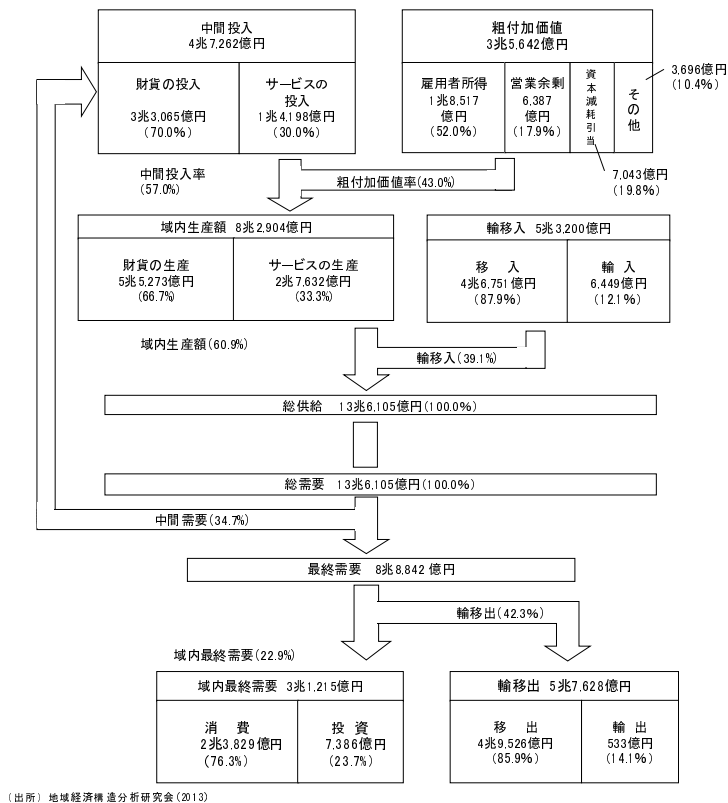 中間投入
4兆7,262億円
財貨の投入
3兆3,065億円
(70.0%)
サービスの
投入
1兆4,198億円
(30.0%)
粗付加価値
3兆5,642億円
雇用者所得
1兆8,517
億円
(52.0%)
営業余剰
6,387
億円
(17.9%)
資本減耗引当
その他
3,696億円
(10.4%)
7,043億円
(19.8%)
中間投入率
(57.0%)
粗付加価値率(43.0%)
域内生産額 8兆2,904億円
財貨の生産
5兆5,273億円
(66.7%)
サービスの生産
2兆7,632億円
(33.3%)
輸移入 5兆3,200億円
移 入
4兆6,751億円
(87.9%)
輸 入
6,449億円
(12.1%)
域内生産額(60.9%)
輸移入(39.1%)
総供給 13兆6,105億円(100.0%)
総需要 13兆6,105億円(100.0%)
中間需要(34.7%)
最終需要 8兆8,842億円
輸移出(42.3%)
域内最終需要(22.9%)
域内最終需要 3兆1,215億円
消 費
2兆3,829億円
(76.3%)
投 資
7,386億円
(23.7%)
輸移出 5兆7,628億円
移 出
4兆9,526億円
(85.9%)
輸 出
533億円
(14.1%)
(出所) 地域経済構造分析研究会(2013)